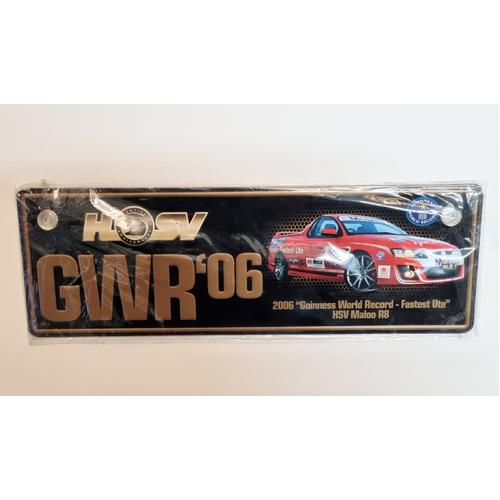 HSV
GWR '06
2006 "Guinness World Record - Fastest Ute"
HSV Maloo R8